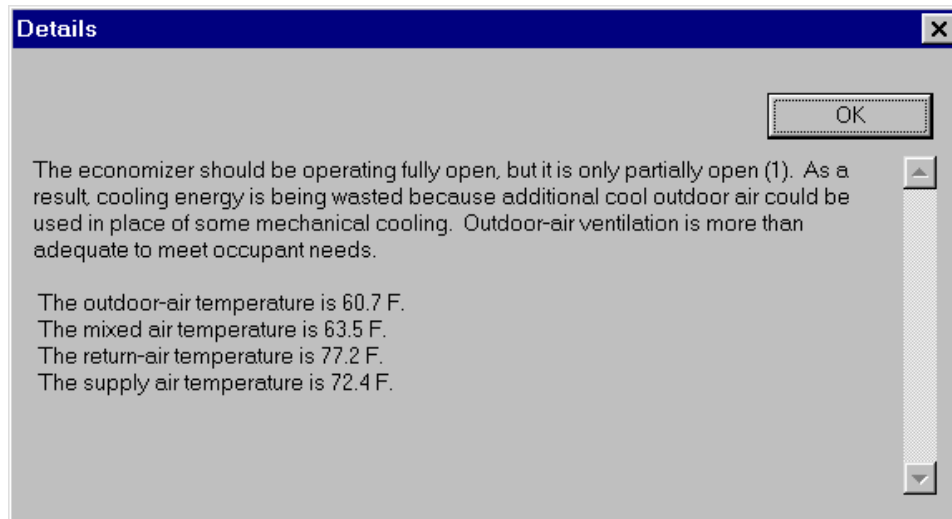 Details
OK
The economizer should be operating fully open, but it is only partially open (1).  As a
result, cooling energy is being wasted because additional cool outdoor air could be
used in place of some mechanical cooling.  Outdoor-air ventilation is more than
adequate to meet occupant needs.
The outdoor-air temperature is 60.7 F.
The mixed air temperature is 63.5 F.
The return-air temperature is 77.2 F.
The supply air temperature is 72.4 F.